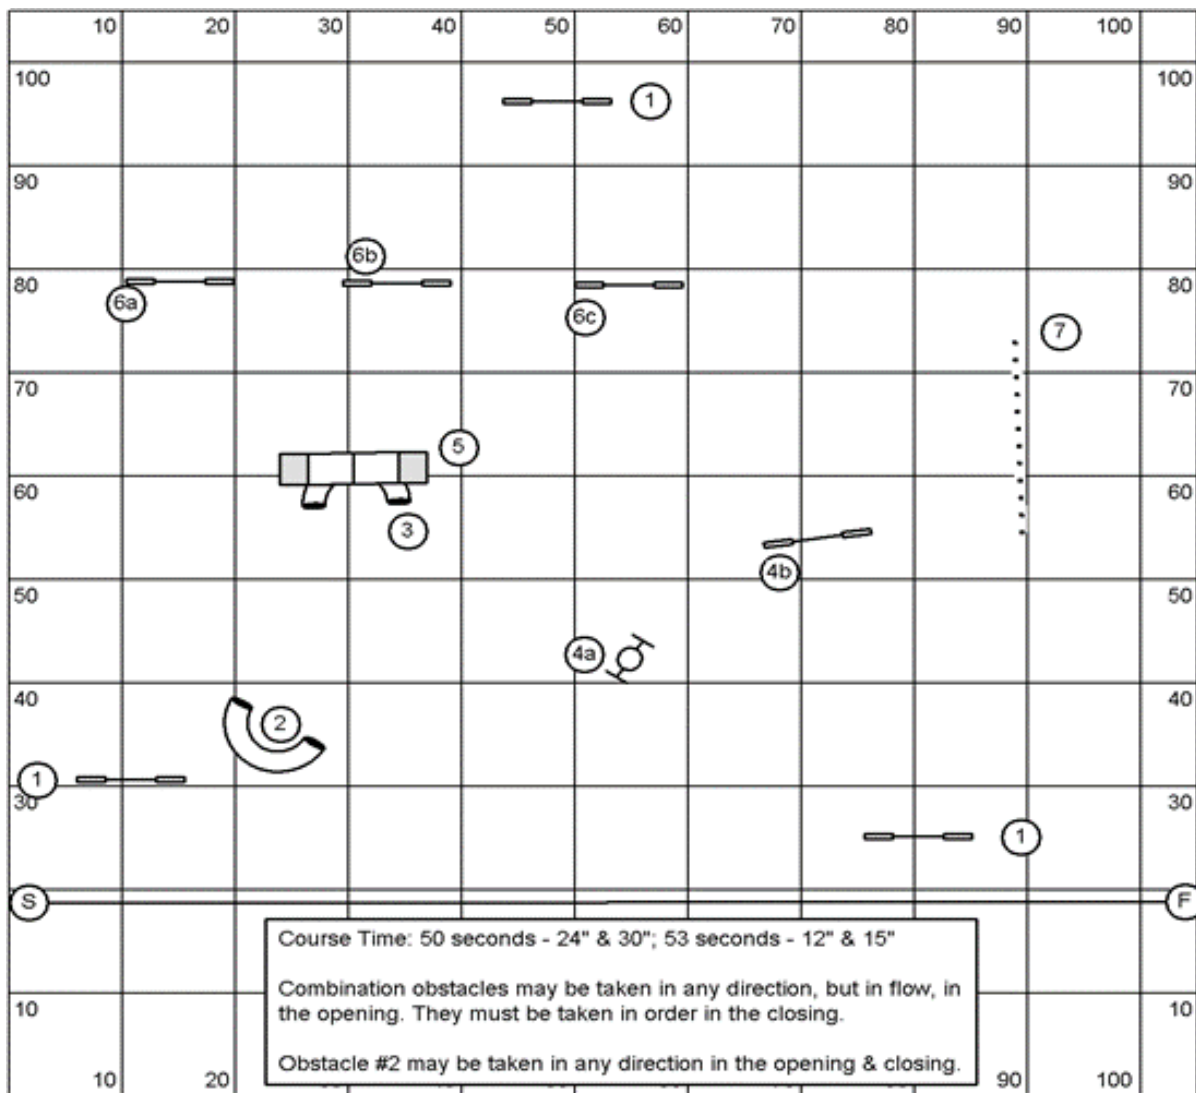 10 20 30 40 50 60 70 80 90 100
100 100
1
90 90
6b
80 80
6a 6c
7
70 70
5
60 60
3
4b
50 50
4a
40 40
2
1
30 30
1
S F
Course Time: 50 seconds - 24" & 30"; 53 seconds - 12" & 15"
Combination obstacles may be taken in any direction, but in flow, in
the opening. They must be taken in order in the closing.
10 10
Obstacle #2 may be taken in any direction in the opening & closing.
10 20 90 100